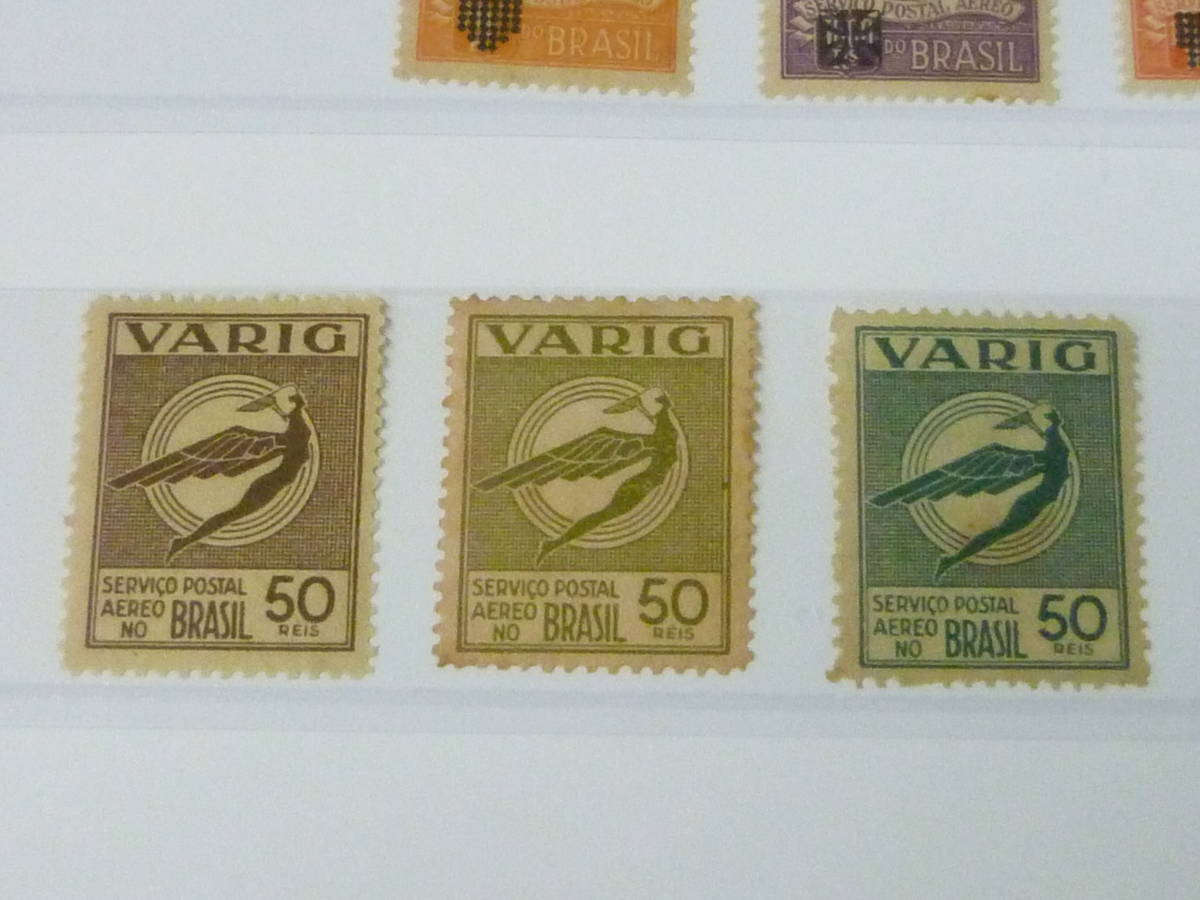 DO BRASIL
SERVIÇO POSTAL AEREO
DO BRASIL
VARIG
SERVIÇO POSTAL
AEREO
NO BRASIL
50
REIS
VARIG
SERVIÇO POSTAL
AEREO
NO BRASIL
50
REIS
VARIG
SERVIÇO POSTAL
AEREO
NO BRASIL
50
REIS